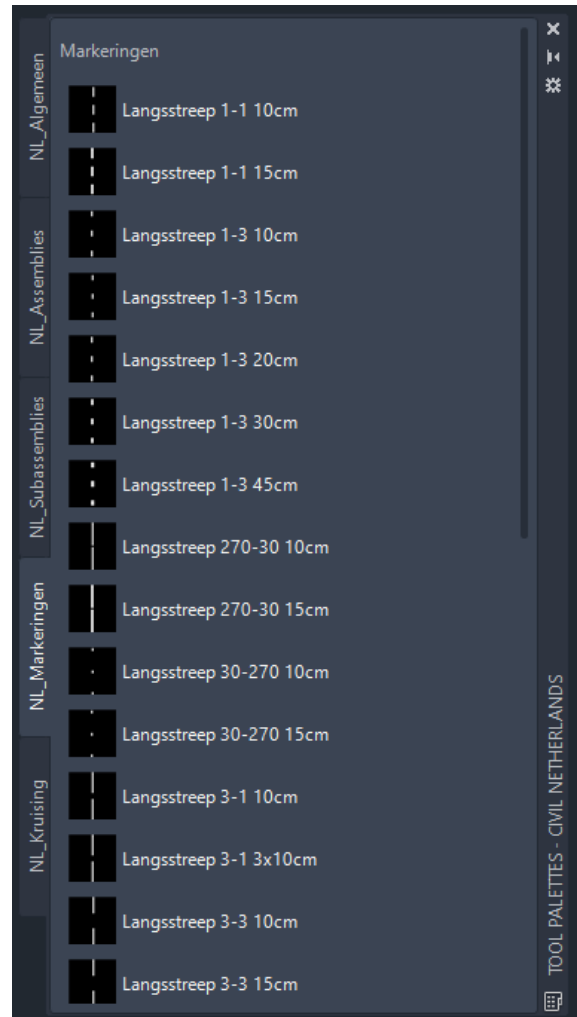 Markeringen
Langsstreep 1-1 10cm
Langsstreep 1-1 15cm
Langsstreep 1-3 10cm
Langsstreep 1-3 15cm
Langsstreep 1-3 20cm
Langsstreep 1-3 30cm
Langsstreep 1-3 45cm
Langsstreep 270-30 10cm
Langsstreep 270-30 15cm
Langsstreep 30-270 10cm
Langsstreep 30-270 15cm
Langsstreep 3-1 10cm
Langsstreep 3-1 3x10cm
Langsstreep 3-3 10cm
Langsstreep 3-3 15cm
NL_Algemeen
NL_Assemblies
NL_Subassemblies
NL_Markeringen
NL_Kruising
TOOL PALETTES - CIVIL NETHERLANDS